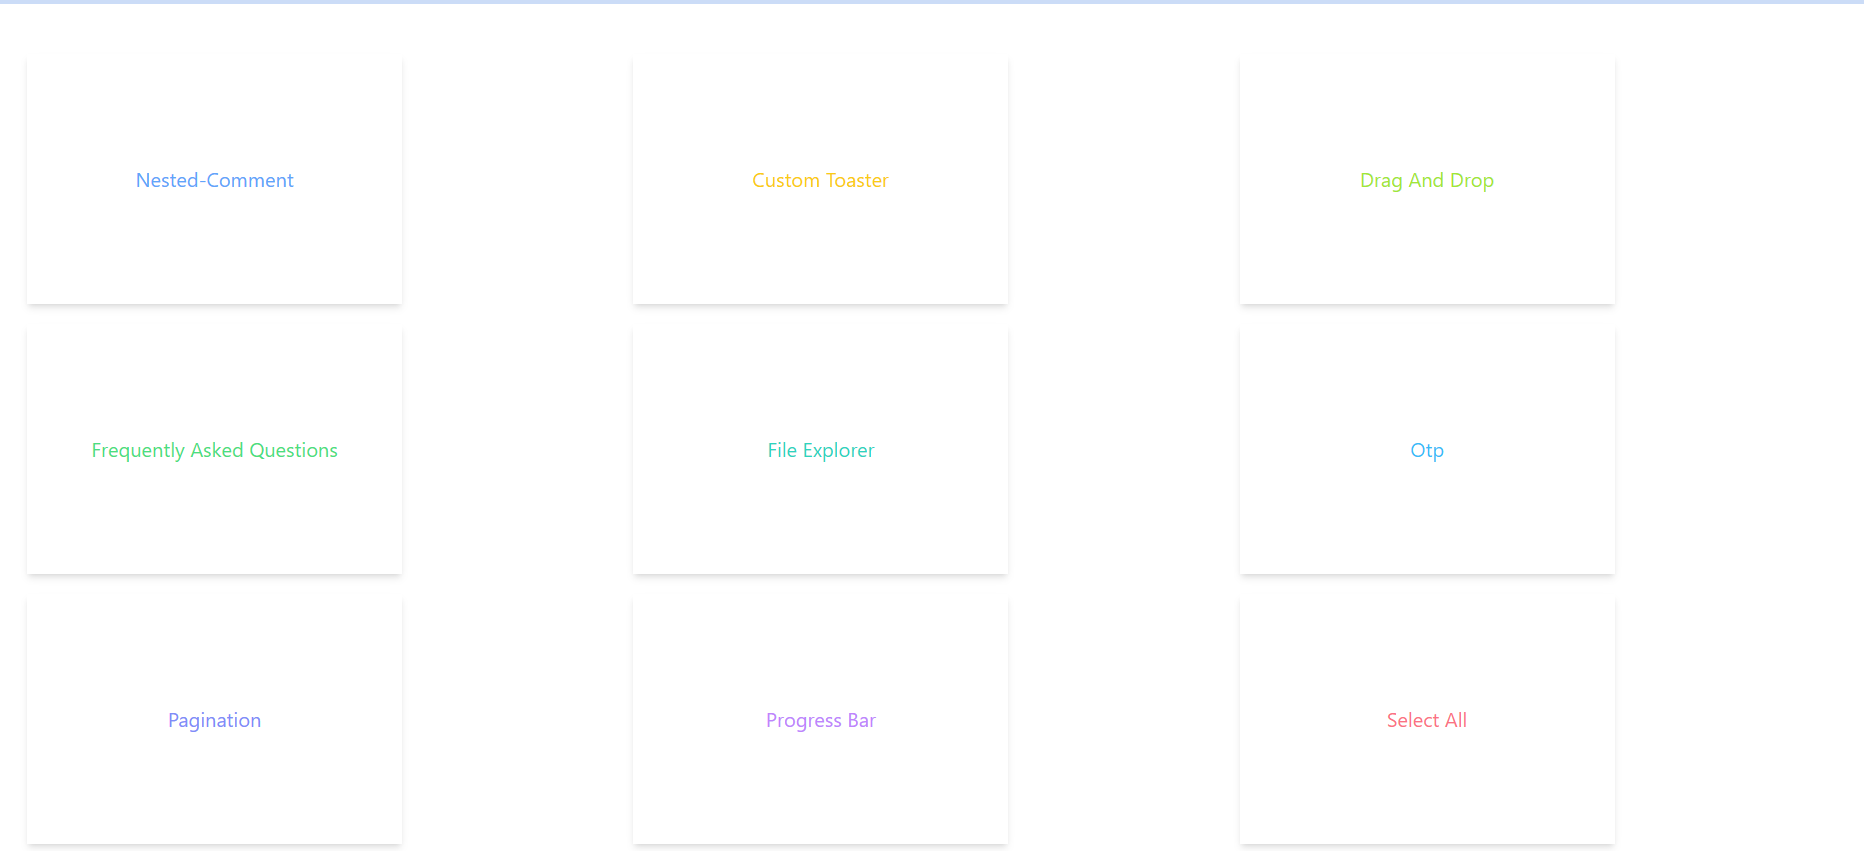 Nested-Comment
Custom Toaster
Drag And Drop
Frequently Asked Questions
File Explorer
Otp
Pagination
Progress Bar
Select All